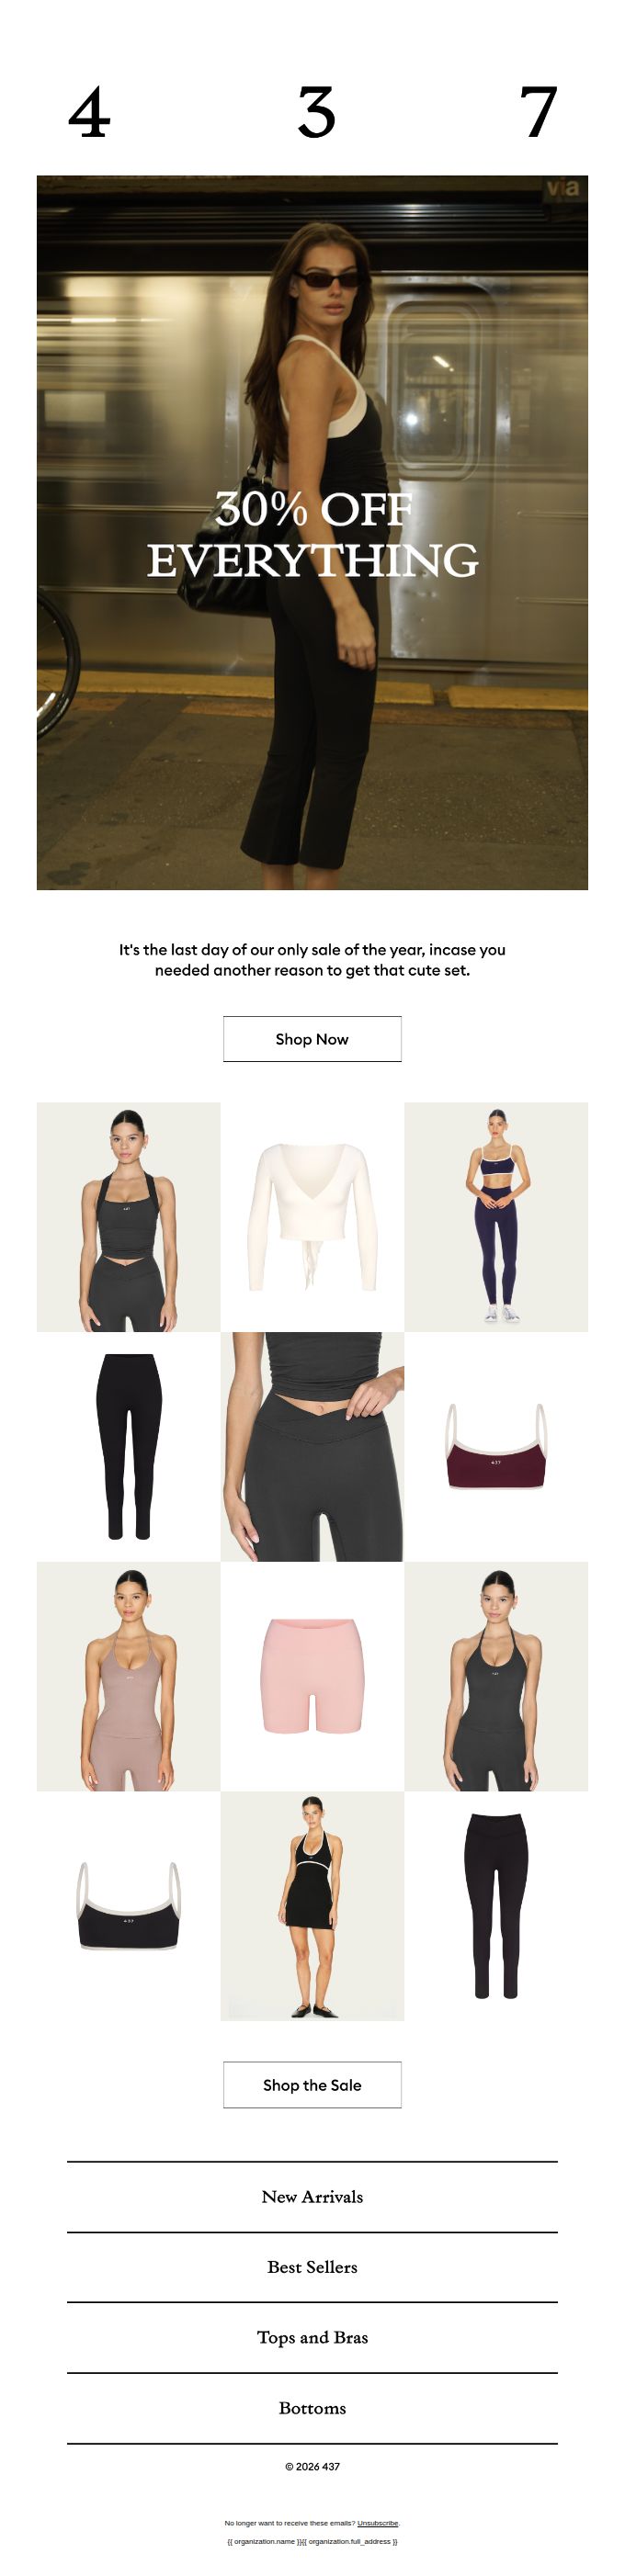 4 3 7
via
30% OFF
EVERYTHING
It's the last day of our only sale of the year, incase you
needed another reason to get that cute set.
Shop Now
437
437
Shop the Sale
New Arrivals
Best Sellers
Tops and Bras
Bottoms
© 2026 437
No longer want to receive these emails? Unsubscribe.
{{ organization.name }}{{ organization.full_address }}